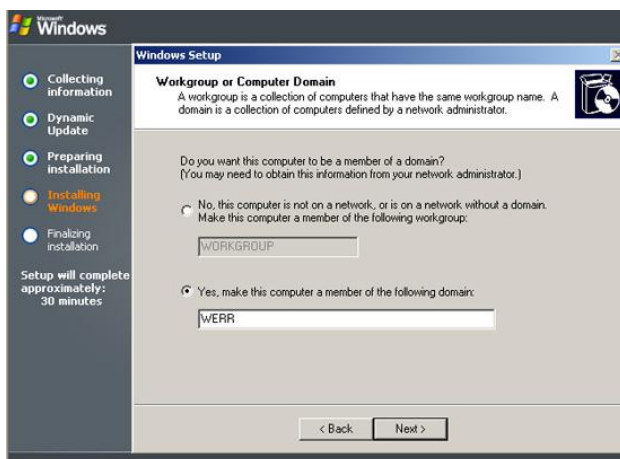 Microsoft
Windows
Collecting
information
Dynamic
Update
Preparing
installation
Installing
Windows
Finalizing
installation
Setup will complete
approximately:
30 minutes
Windows Setup
Workgroup or Computer Domain
A workgroup is a collection of computers that have the same workgroup name. A
domain is a collection of computers defined by a network administrator.
Do you want this computer to be a member of a domain?
(You may need to obtain this information from your network administrator.)
No, this computer is not on a network, or is on a network without a domain.
Make this computer a member of the following workgroup:
WORKGROUP
Yes, make this computer a member of the following domain:
WERR
< Back
Next >